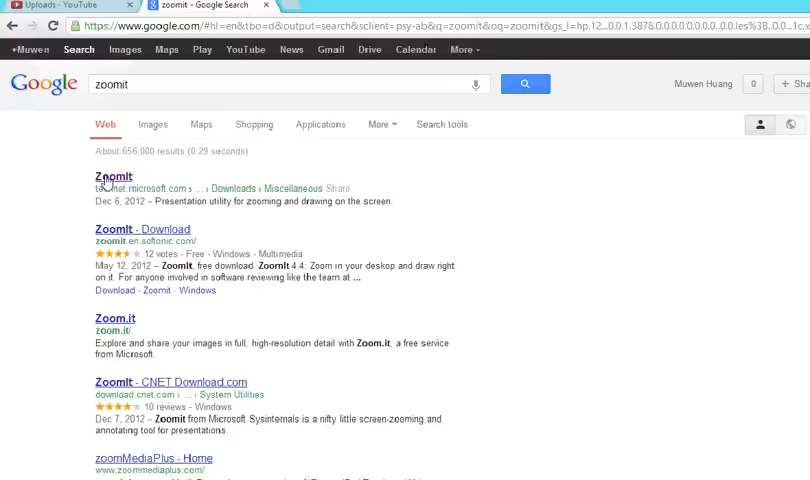 Uploads - YouTube
zoomit - Google Search
https://www.google.com/#hl=en&tbo=d&output=search&sclient=psy-ab&q=zoomit&oq=zoomit&gs_l=hp.12...0.1.3878.0.0.0.0.0.0.0.0..0.0...les%3B..0.0...1c.x
+Muwen Search Images Maps Play YouTube News Gmail Drive Calendar More
Google zoomit
Muwen Huang 0 + Sha
Web Images Maps Shopping Applications More Search tools
About 656,000 results (0.29 seconds)
ZoomIt
technet.microsoft.com › ... › Downloads › Miscellaneous Share
Dec 6, 2012 – Presentation utility for zooming and drawing on the screen.
ZoomIt - Download
zoomit.en.softonic.com/
12 votes - Free - Windows - Multimedia
May 12, 2012 – ZoomIt, free download. ZoomIt 4.4: Zoom in your deskop and draw right
on it. For anyone involved in software reviewing like the team at ...
Download - Zoomit - Windows
Zoom.it
zoom.it/
Explore and share your images in full, high-resolution detail with Zoom.it, a free service
from Microsoft.
ZoomIt - CNET Download.com
download.cnet.com › ... › System Utilities
10 reviews - Windows
Dec 7, 2012 – Zoomit from Microsoft Sysinternals is a nifty little screen-zooming and
annotating tool for presentations.
zoomMediaPlus - Home
www.zoommediaplus.com/